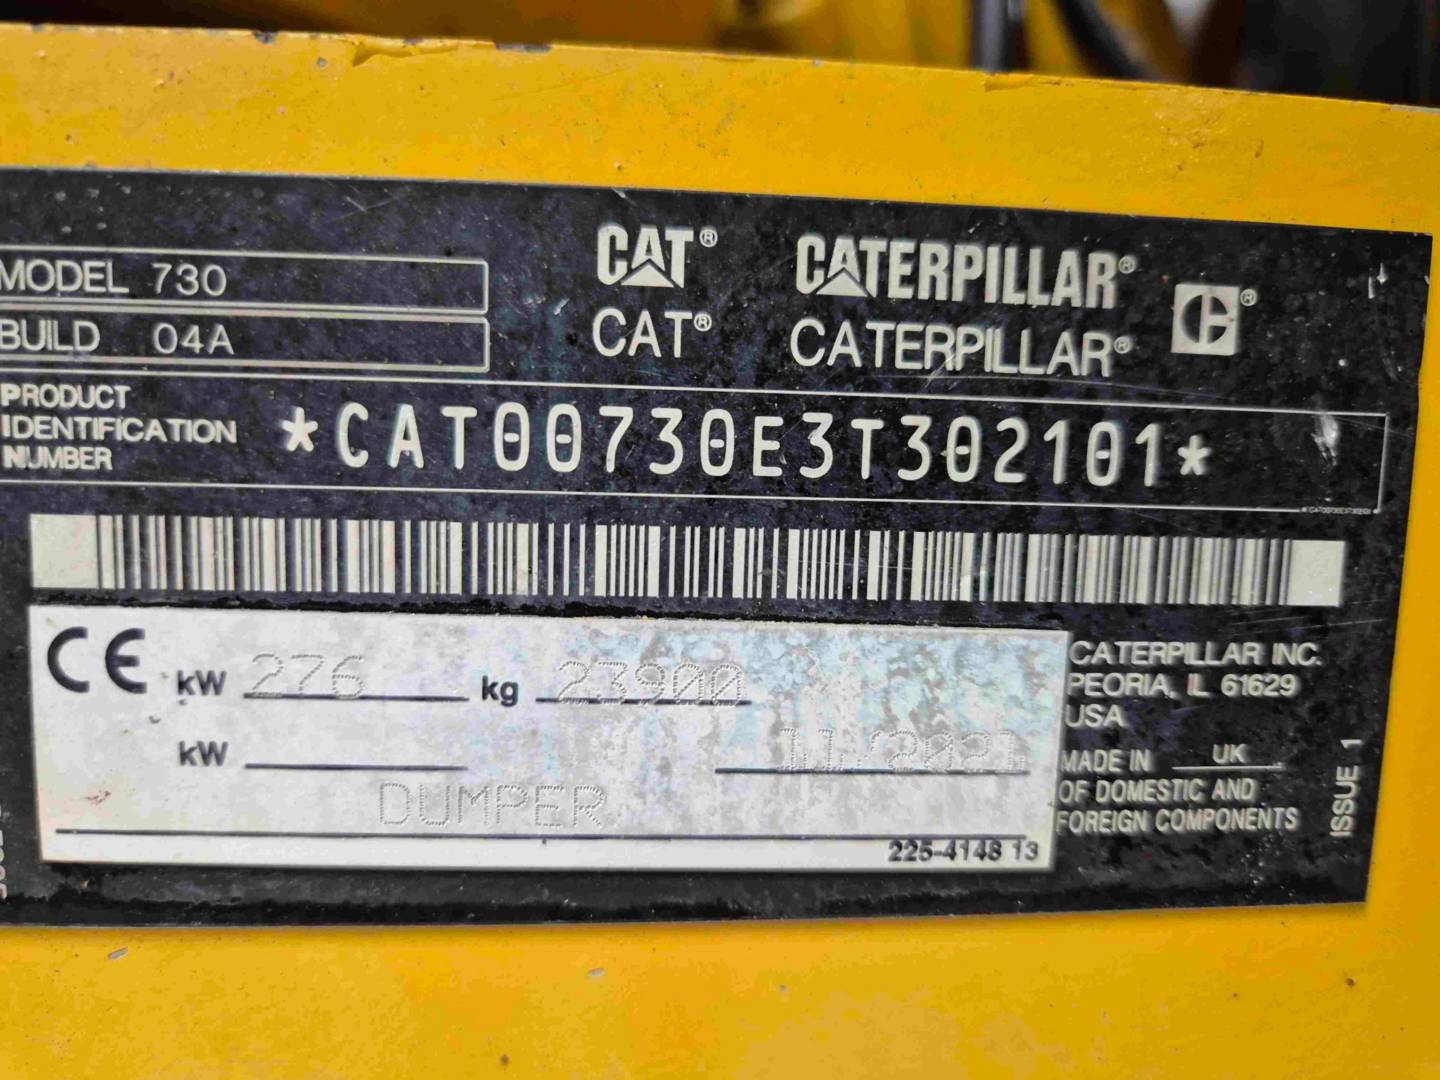 CAT® CATERPILLAR® C®
MODEL 730
BUILD 04A
CAT® CATERPILLAR®
PRODUCT
IDENTIFICATION
NUMBER
*CAT00730E3T302101*
CE kW 276 kg 23900
kW 11/2021
DUMPER
225-4148 13
CATERPILLAR INC.
PEORIA, IL 61629
USA
MADE IN UK
OF DOMESTIC AND
FOREIGN COMPONENTS
ISSUE 1